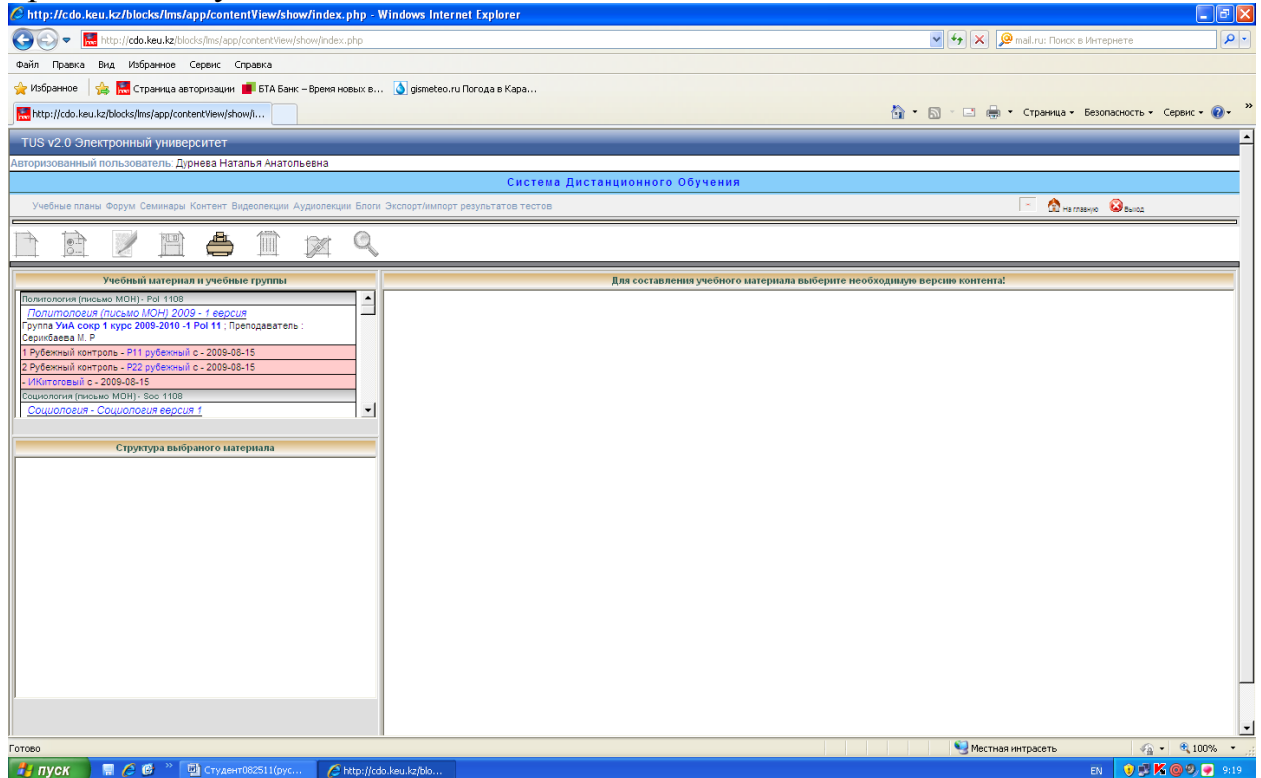 http://cdo.keu.kz/blocks/lms/app/contentView/show/index.php - Windows Internet Explorer
http://cdo.keu.kz/blocks/lms/app/contentView/show/index.php
mail.ru: Поиск в Интернете
Файл Правка Вид Избранное Сервис Справка
Избранное Страница авторизации БТА Банк – Время новых в... gismeteo.ru Погода в Кара...
http://cdo.keu.kz/blocks/lms/app/contentView/show/i...
Страница Безопасность Сервис
TUS v2.0 Электронный университет
Авторизованный пользователь: Дурнева Наталья Анатольевна
Система Дистанционного Обучения
Учебные планы Форум Семинары Контент Видеолекции Аудиолекции Блоги Экспорт/импорт результатов тестов
на главную Выход
Учебный материал и учебные группы
Для составления учебного материала выберите необходимую версию контента!
Политология (письмо МОН)- Pol 1108
Политология (письмо МОН) 2009 - 1 версия
Группа УиА сокр 1 курс 2009-2010 -1 Pol 11 ; Преподаватель :
Серикбаева М. Р
1 Рубежный контроль - Р11 рубежный с - 2009-08-15
2 Рубежный контроль - Р22 рубежный с - 2009-08-15
- ИКитоговый с - 2009-08-15
Социология (письмо МОН)- Soc 1108
Социология - Социология версия 1
Структура выбраного материала
Готово
Местная интрасеть
100%
пуск
Студент082511(рус...
http://cdo.keu.kz/blo...
EN
9:19